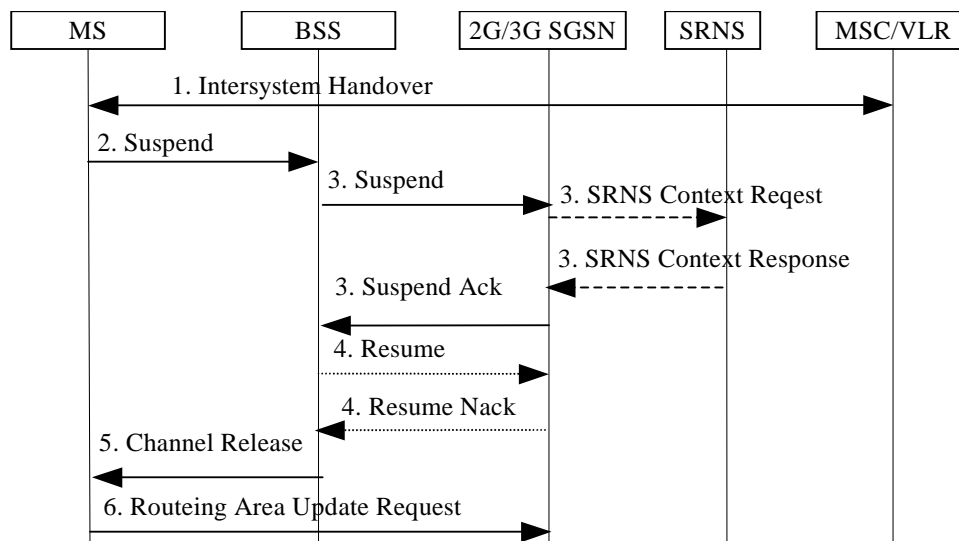 MS
BSS
2G/3G SGSN
SRNS
MSC/VLR
1. Intersystem Handover
2. Suspend
3. Suspend
3. SRNS Context Reqest
3. SRNS Context Response
3. Suspend Ack
4. Resume
4. Resume Nack
5. Channel Release
6. Routeing Area Update Request